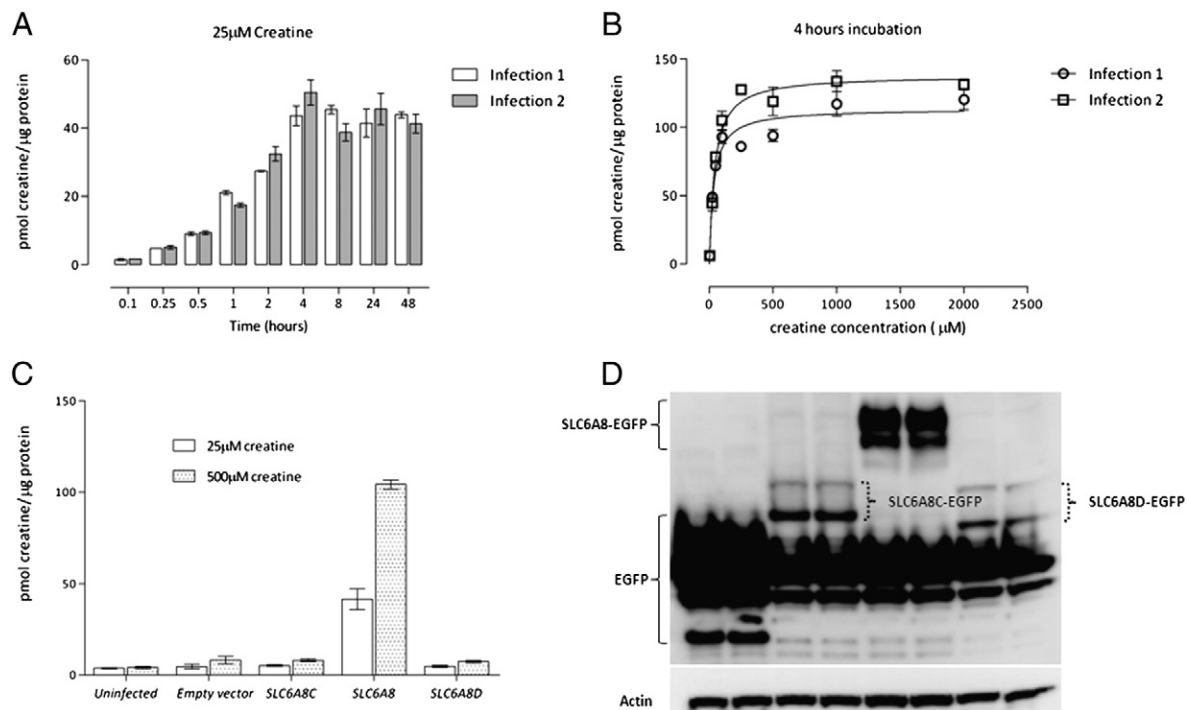 A
25μM Creatine
60
40
20
0
pmol creatine/ μg protein
Infection 1
Infection 2
0.1 0.25 0.5 1 2 4 8 24 48
Time (hours)
B
4 hours incubation
150
100
50
0
pmol creatine/ μg protein
Infection 1
Infection 2
0 500 1000 1500 2000 2500
creatine concentration ( μM)
C
150
100
50
0
pmol creatine/ μg protein
25μM creatine
500μM creatine
Uninfected Empty vector SLC6A8C SLC6A8 SLC6A8D
D
SLC6A8-EGFP
SLC6A8C-EGFP
SLC6A8D-EGFP
EGFP
Actin